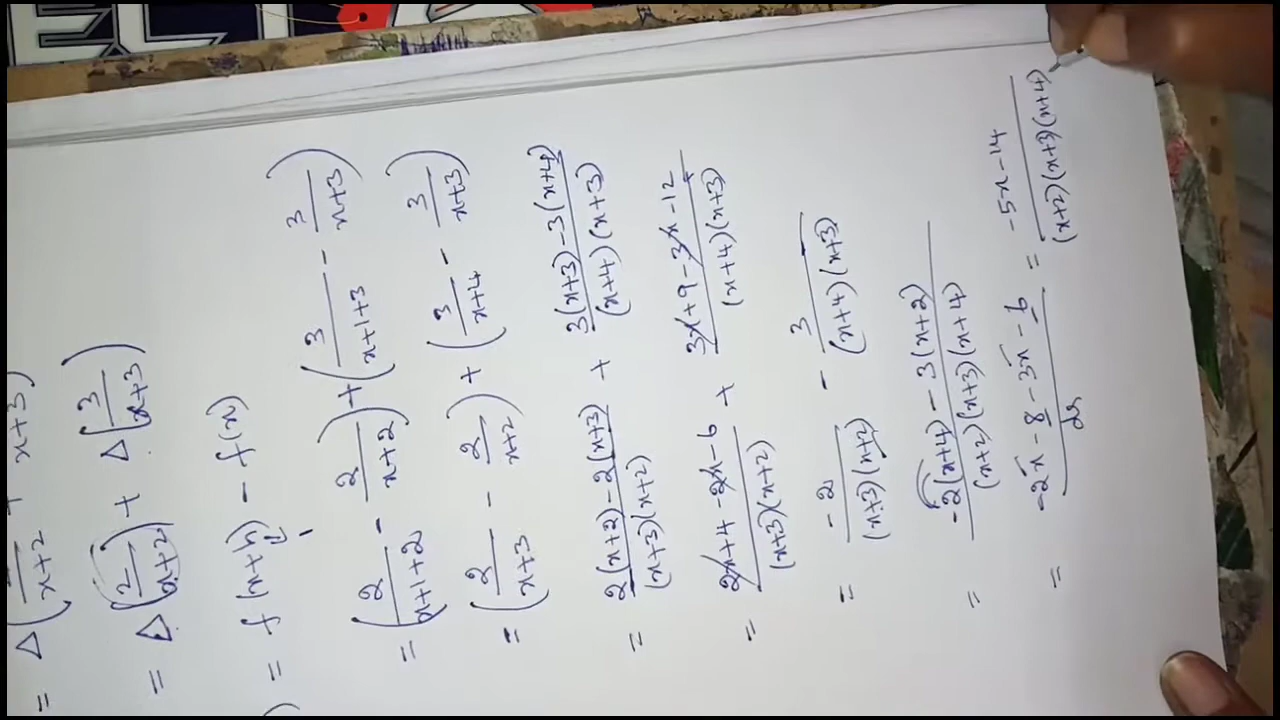 = Δ(/x+2 + x+3)
= Δ(2/x+2) + Δ(3/x+3)
) = f(x+h) - f(x)
1
= (2/x+1+2 - 2/x+2) + (3/x+1+3 - 3/x+3)
= (2/x+3 - 2/x+2) + (3/x+4 - 3/x+3)
= 2(x+2)-2(x+3)/(x+3)(x+2) + 3(x+3)-3(x+4)/(x+4)(x+3)
= 2x+4-2x-6/(x+3)(x+2) + 3x+9-3x-12/(x+4)(x+3)
= -2/(x+3)(x+2) - 3/(x+4)(x+3)
= -2(x+4)-3(x+2)/(x+2)(x+3)(x+4)
= -2x-8-3x-6/ = -5x-14/(x+2)(x+3)(x+4)